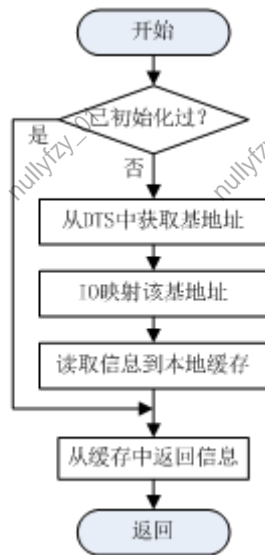 开始
已初始化过？
是
否
从DTS中获取基地址
IO映射该基地址
读取信息到本地缓存
从缓存中返回信息
返回
nullyfzy_0
nullyfzy